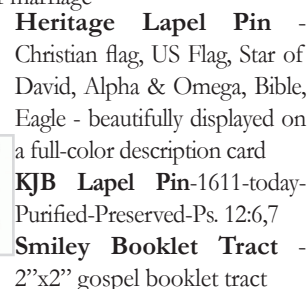 marriage
Heritage Lapel Pin -
Christian flag, US Flag, Star of
David, Alpha & Omega, Bible,
Eagle - beautifully displayed on
a full-color description card
KJB Lapel Pin-1611-today-
Purified-Preserved-Ps. 12:6,7
Smiley Booklet Tract -
2”x2” gospel booklet tract